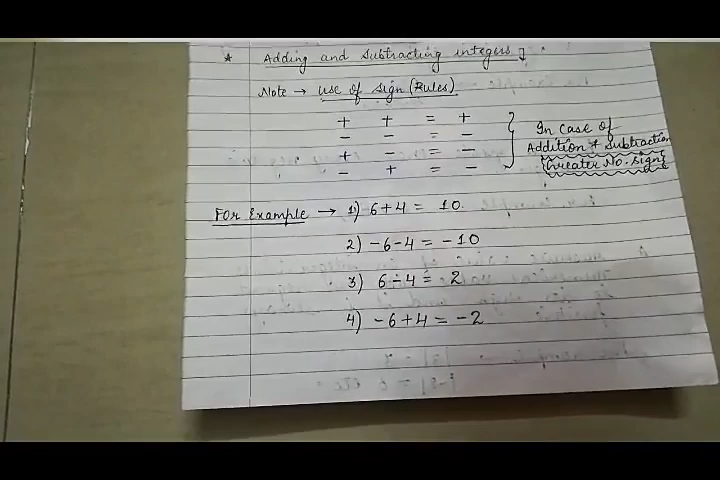 * Adding and Subtracting integers
Note → use of sign (Rules)
+ + = +
- - = -
+ - = -
- + = -
In Case of
Addition & Subtraction
Greater No. Sign
For Example → 1) 6+4 = 10.
2) -6-4 = -10
3) 6-4 = 2
4) -6+4 = -2